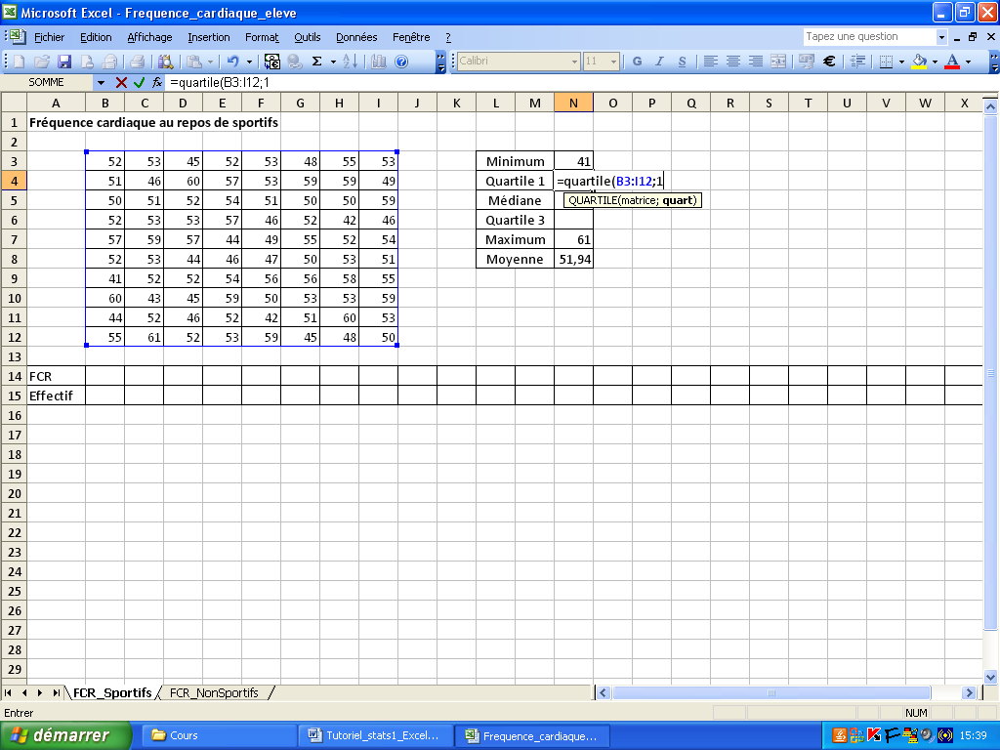 Microsoft Excel - Frequence_cardiaque_eleve
Fichier Edition Affichage Insertion Format Outils Données Fenêtre ? Tapez une question
Calibri 11 G I S
SOMME =quartile(B3:I12;1
A B C D E F G H I J K L M N O P Q R S T U V W X
1 Fréquence cardiaque au repos de sportifs
2
3 52 53 45 52 53 48 55 53 Minimum 41
4 51 46 60 57 53 59 59 49 Quartile 1 =quartile(B3:I12;1
5 50 51 52 54 51 50 50 59 Médiane QUARTILE(matrice; quart)
6 52 53 53 57 46 52 42 46 Quartile 3
7 57 59 57 44 49 55 52 54 Maximum 61
8 52 53 44 46 47 50 53 51 Moyenne 51,94
9 41 52 52 54 56 56 58 55
10 60 43 45 59 50 53 53 59
11 44 52 46 52 42 51 60 53
12 55 61 52 53 59 45 48 50
13
14 FCR
15 Effectif
16
17
18
19
20
21
22
23
24
25
26
27
28
29
FCR_Sportifs FCR_NonSportifs
Entrer NUM
démarrer Cours Tutoriel_stats1_Excel... Frequence_cardiaque... 15:39